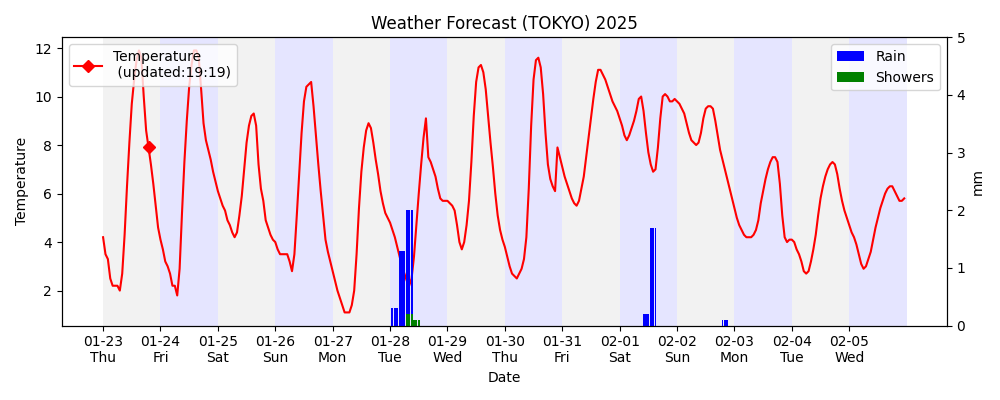 Weather Forecast (TOKYO) 2025
Temperature
(updated:19:19)
Rain
Showers
12
10
8
6
4
2
Temperature
5
4
3
2
1
0
mm
01-23 01-24 01-25 01-26 01-27 01-28 01-29 01-30 01-31 02-01 02-02 02-03 02-04 02-05
Thu Fri Sat Sun Mon Tue Wed Thu Fri Sat Sun Mon Tue Wed
Date